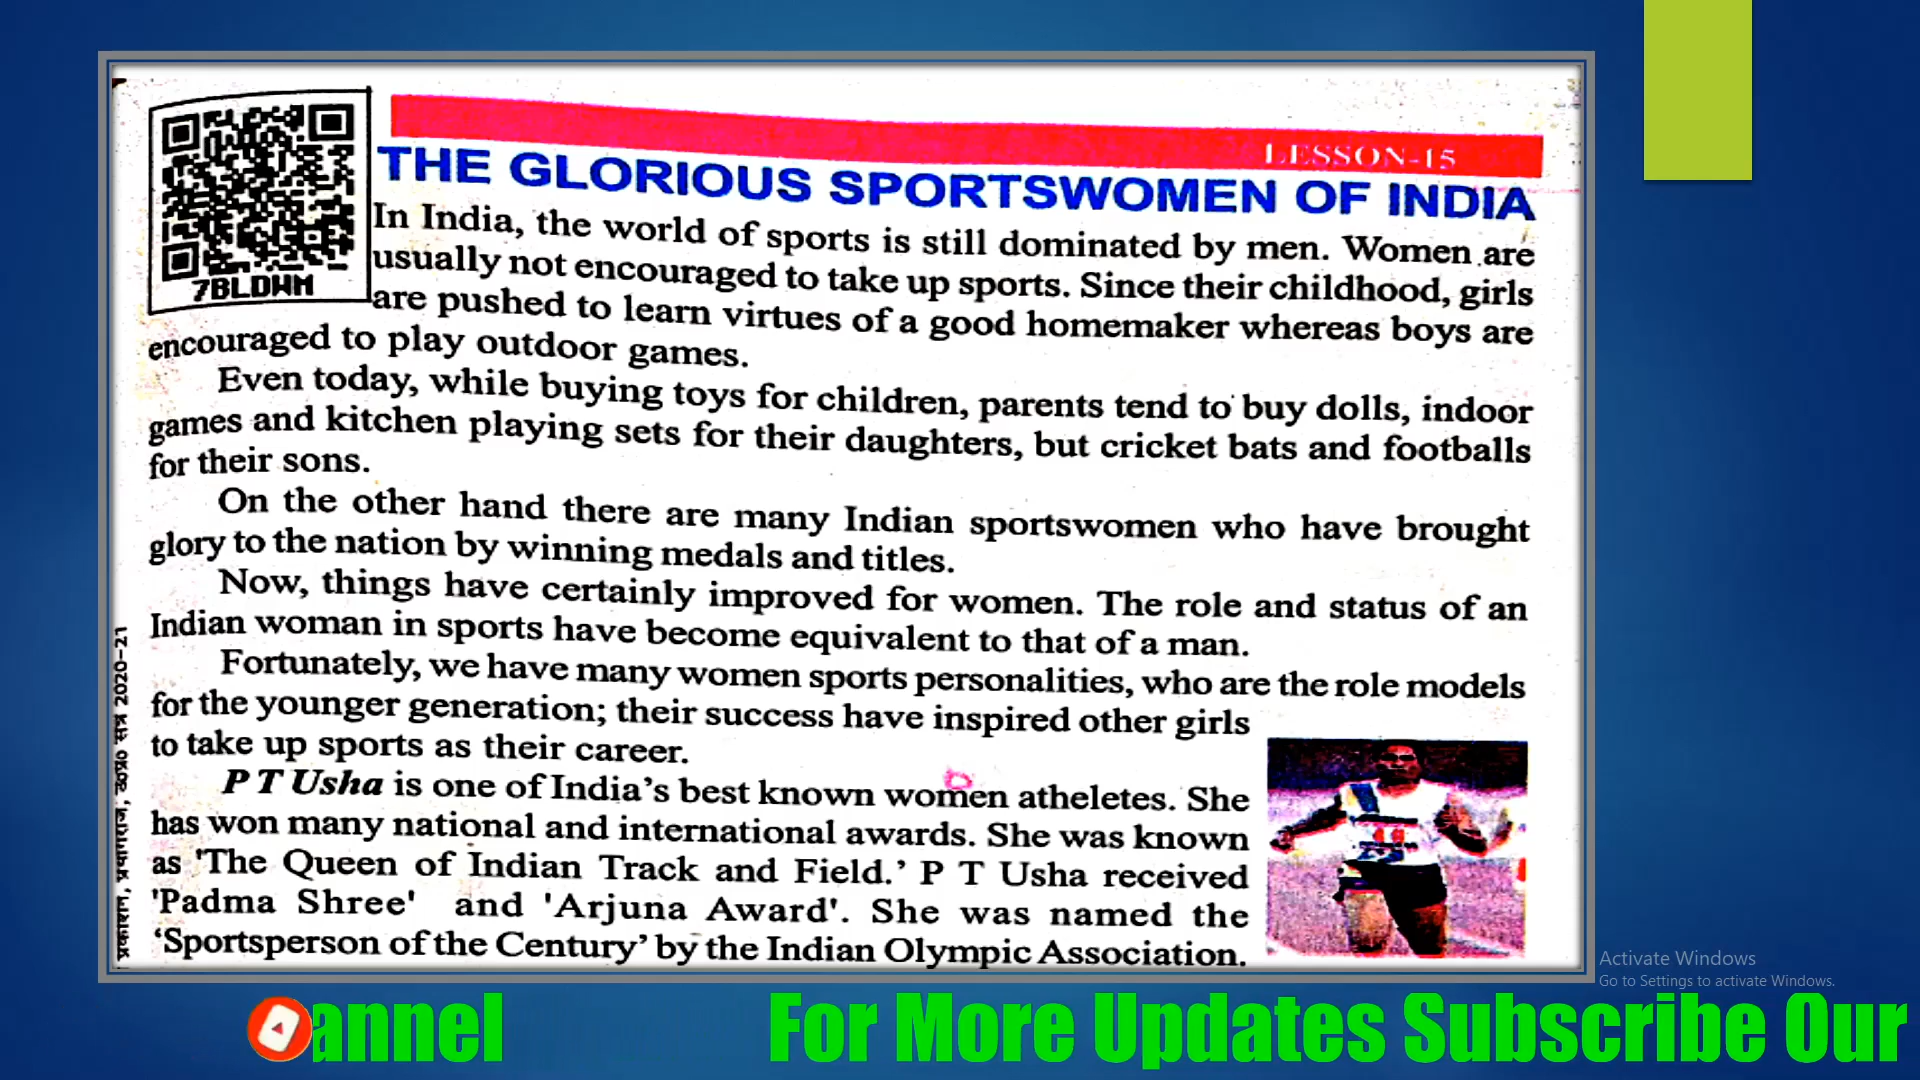 7BLDWM
LESSON-15
THE GLORIOUS SPORTSWOMEN OF INDIA
In India, the world of sports is still dominated by men. Women are
usually not encouraged to take up sports. Since their childhood, girls
are pushed to learn virtues of a good homemaker whereas boys are
encouraged to play outdoor games.
Even today, while buying toys for children, parents tend to buy dolls, indoor
games and kitchen playing sets for their daughters, but cricket bats and footballs
for their sons.
On the other hand there are many Indian sportswomen who have brought
glory to the nation by winning medals and titles.
Now, things have certainly improved for women. The role and status of an
Indian woman in sports have become equivalent to that of a man.
Fortunately, we have many women sports personalities, who are the role models
for the younger generation; their success have inspired other girls
to take up sports as their career.
P T Usha is one of India's best known women atheletes. She
has won many national and international awards. She was known
as 'The Queen of Indian Track and Field.' P T Usha received
'Padma Shree' and 'Arjuna Award'. She was named the
'Sportsperson of the Century' by the Indian Olympic Association.
सत्र 2020-21
Activate Windows
Go to Settings to activate Windows.
annel For More Updates Subscribe Our